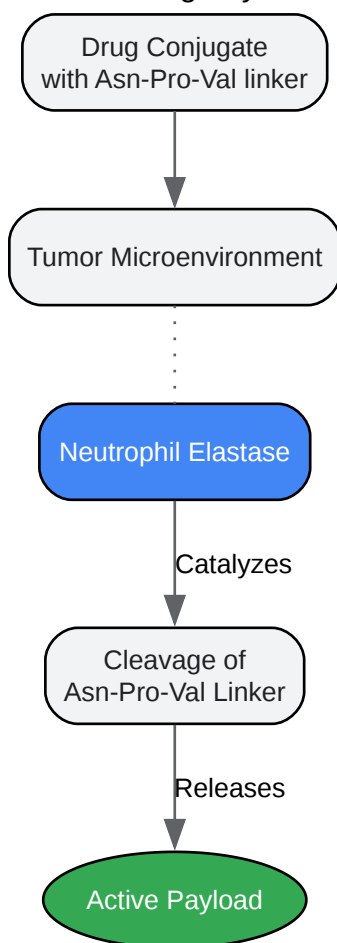 Drug Conjugate
with Asn-Pro-Val linker
Tumor Microenvironment
Neutrophil Elastase
Catalyzes
Cleavage of
Asn-Pro-Val Linker
Releases
Active Payload